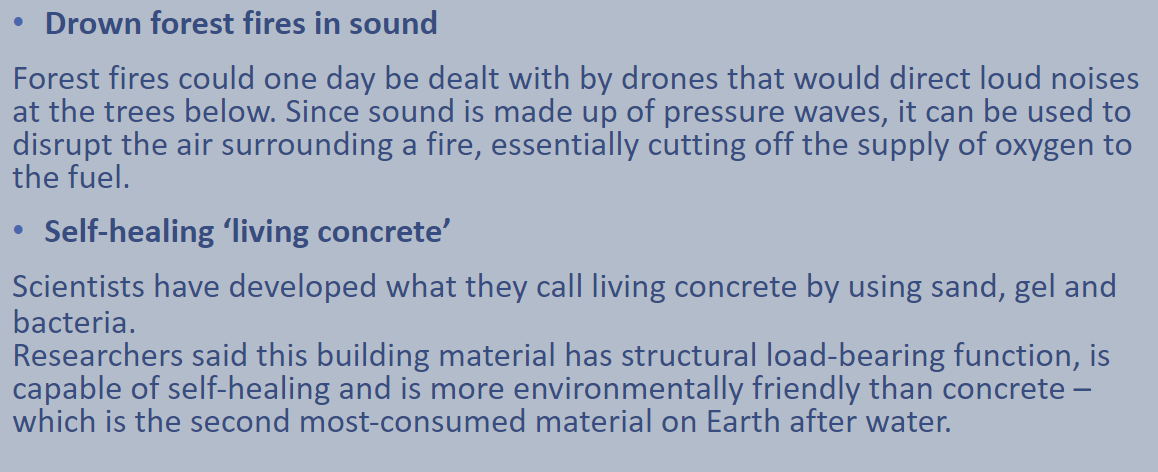 • Drown forest fires in sound
Forest fires could one day be dealt with by drones that would direct loud noises
at the trees below. Since sound is made up of pressure waves, it can be used to
disrupt the air surrounding a fire, essentially cutting off the supply of oxygen to
the fuel.
• Self-healing ‘living concrete’
Scientists have developed what they call living concrete by using sand, gel and
bacteria.
Researchers said this building material has structural load-bearing function, is
capable of self-healing and is more environmentally friendly than concrete –
which is the second most-consumed material on Earth after water.